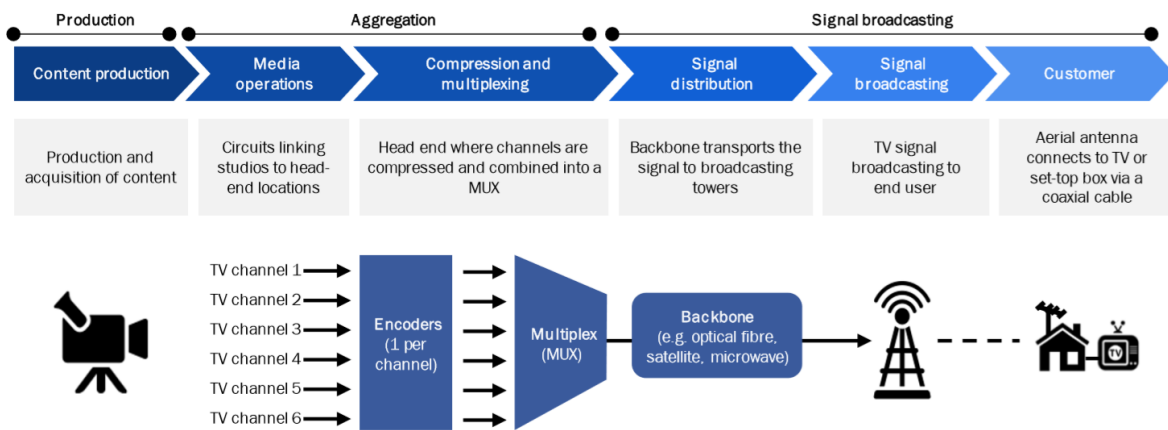 Production
Aggregation
Signal broadcasting
Content production
Media
operations
Compression and
multiplexing
Signal
distribution
Signal
broadcasting
Customer
Production and
acquisition of content
Circuits linking
studios to head-
end locations
Head end where channels are
compressed and combined into a
MUX
Backbone transports the
signal to broadcasting
towers
TV signal
broadcasting to
end user
Aerial antenna
connects to TV or
set-top box via a
coaxial cable
TV channel 1
TV channel 2
TV channel 3
TV channel 4
TV channel 5
TV channel 6
Encoders
(1 per
channel)
Multiplex
(MUX)
Backbone
(e.g. optical fibre,
satellite, microwave)
TV